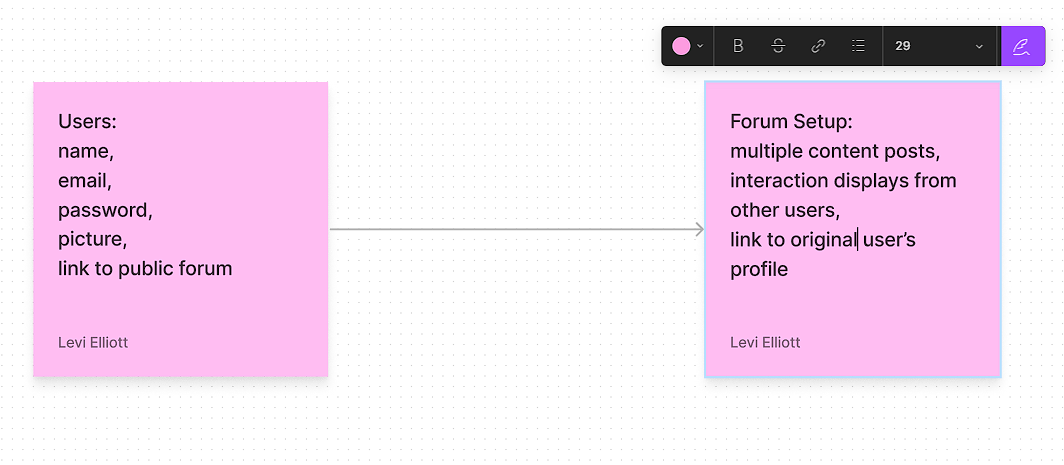 B S 29
Users:
name,
email,
password,
picture,
link to public forum
Levi Elliott
Forum Setup:
multiple content posts,
interaction displays from
other users,
link to original user’s
profile
Levi Elliott